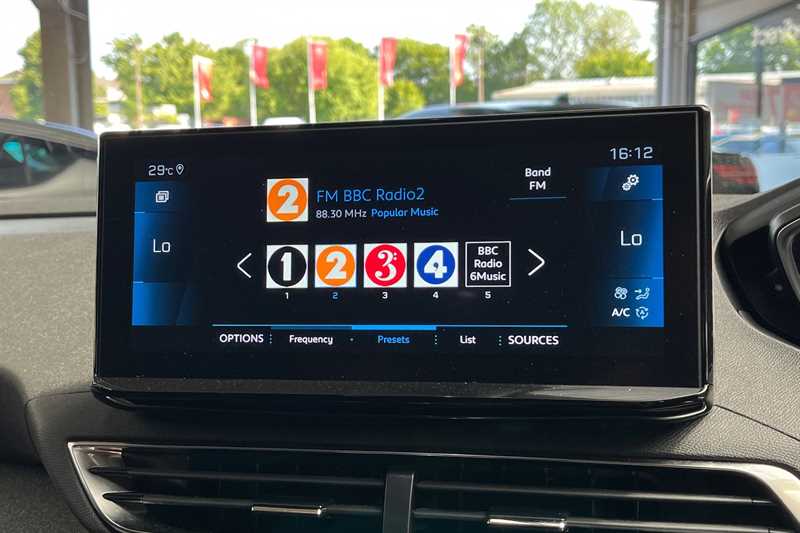 29°C
16:12
2
FM BBC Radio2
88.30 MHz Popular Music
Band
FM
Lo
Lo
1
2
3:
4
BBC
Radio
6Music
1
2
3
4
5
A/C
OPTIONS
Frequency
Presets
List
SOURCES